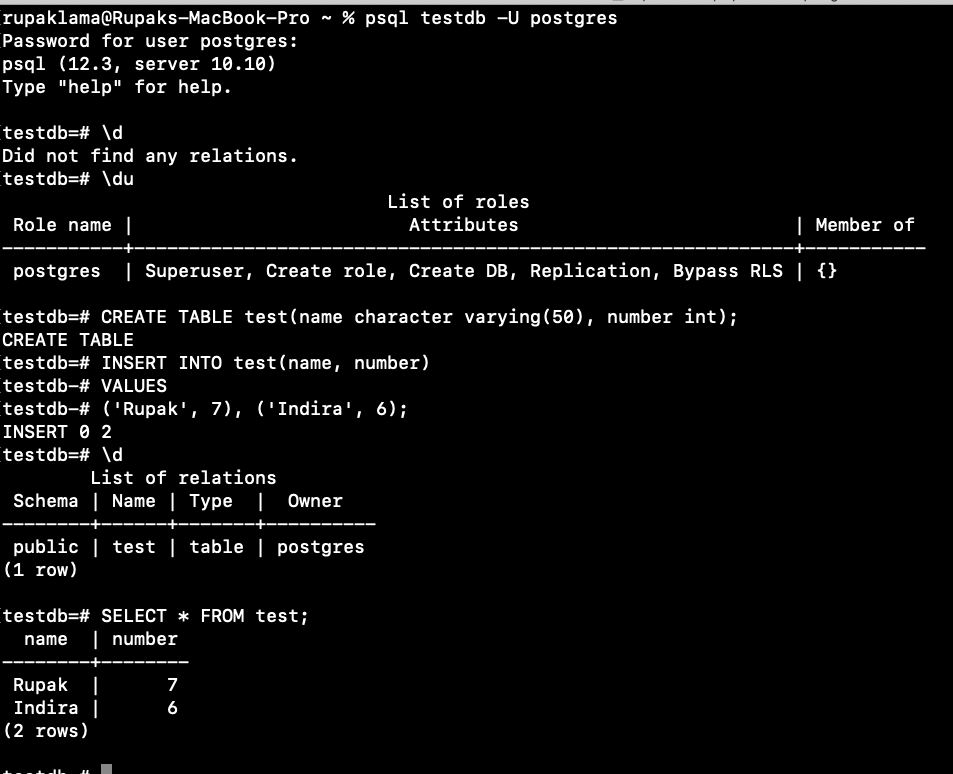 rupaklama@Rupaks-MacBook-Pro ~ % psql testdb -U postgres
Password for user postgres:
psql (12.3, server 10.10)
Type "help" for help.
testdb=# \d
Did not find any relations.
testdb=# \du
List of roles
Role name | Attributes | Member of
-----------+------------------------------------------------------------+-----------
postgres | Superuser, Create role, Create DB, Replication, Bypass RLS | {}
testdb=# CREATE TABLE test(name character varying(50), number int);
CREATE TABLE
testdb=# INSERT INTO test(name, number)
testdb-# VALUES
testdb-# ('Rupak', 7), ('Indira', 6);
INSERT 0 2
testdb=# \d
List of relations
Schema | Name | Type | Owner
--------+------+-------+----------
public | test | table | postgres
(1 row)
testdb=# SELECT * FROM test;
name | number
--------+--------
Rupak | 7
Indira | 6
(2 rows)